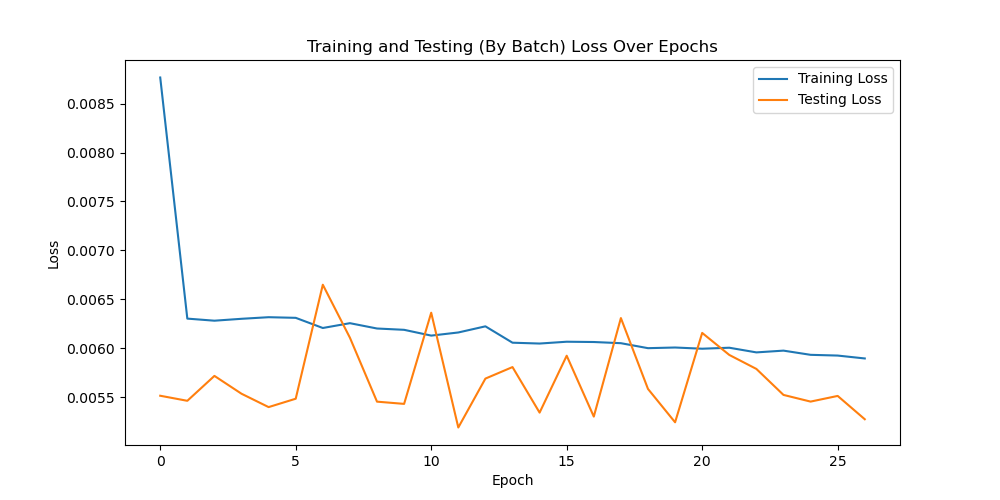 Training and Testing (By Batch) Loss Over Epochs
Training Loss
Testing Loss
Loss
0.0085
0.0080
0.0075
0.0070
0.0065
0.0060
0.0055
0 5 10 15 20 25
Epoch